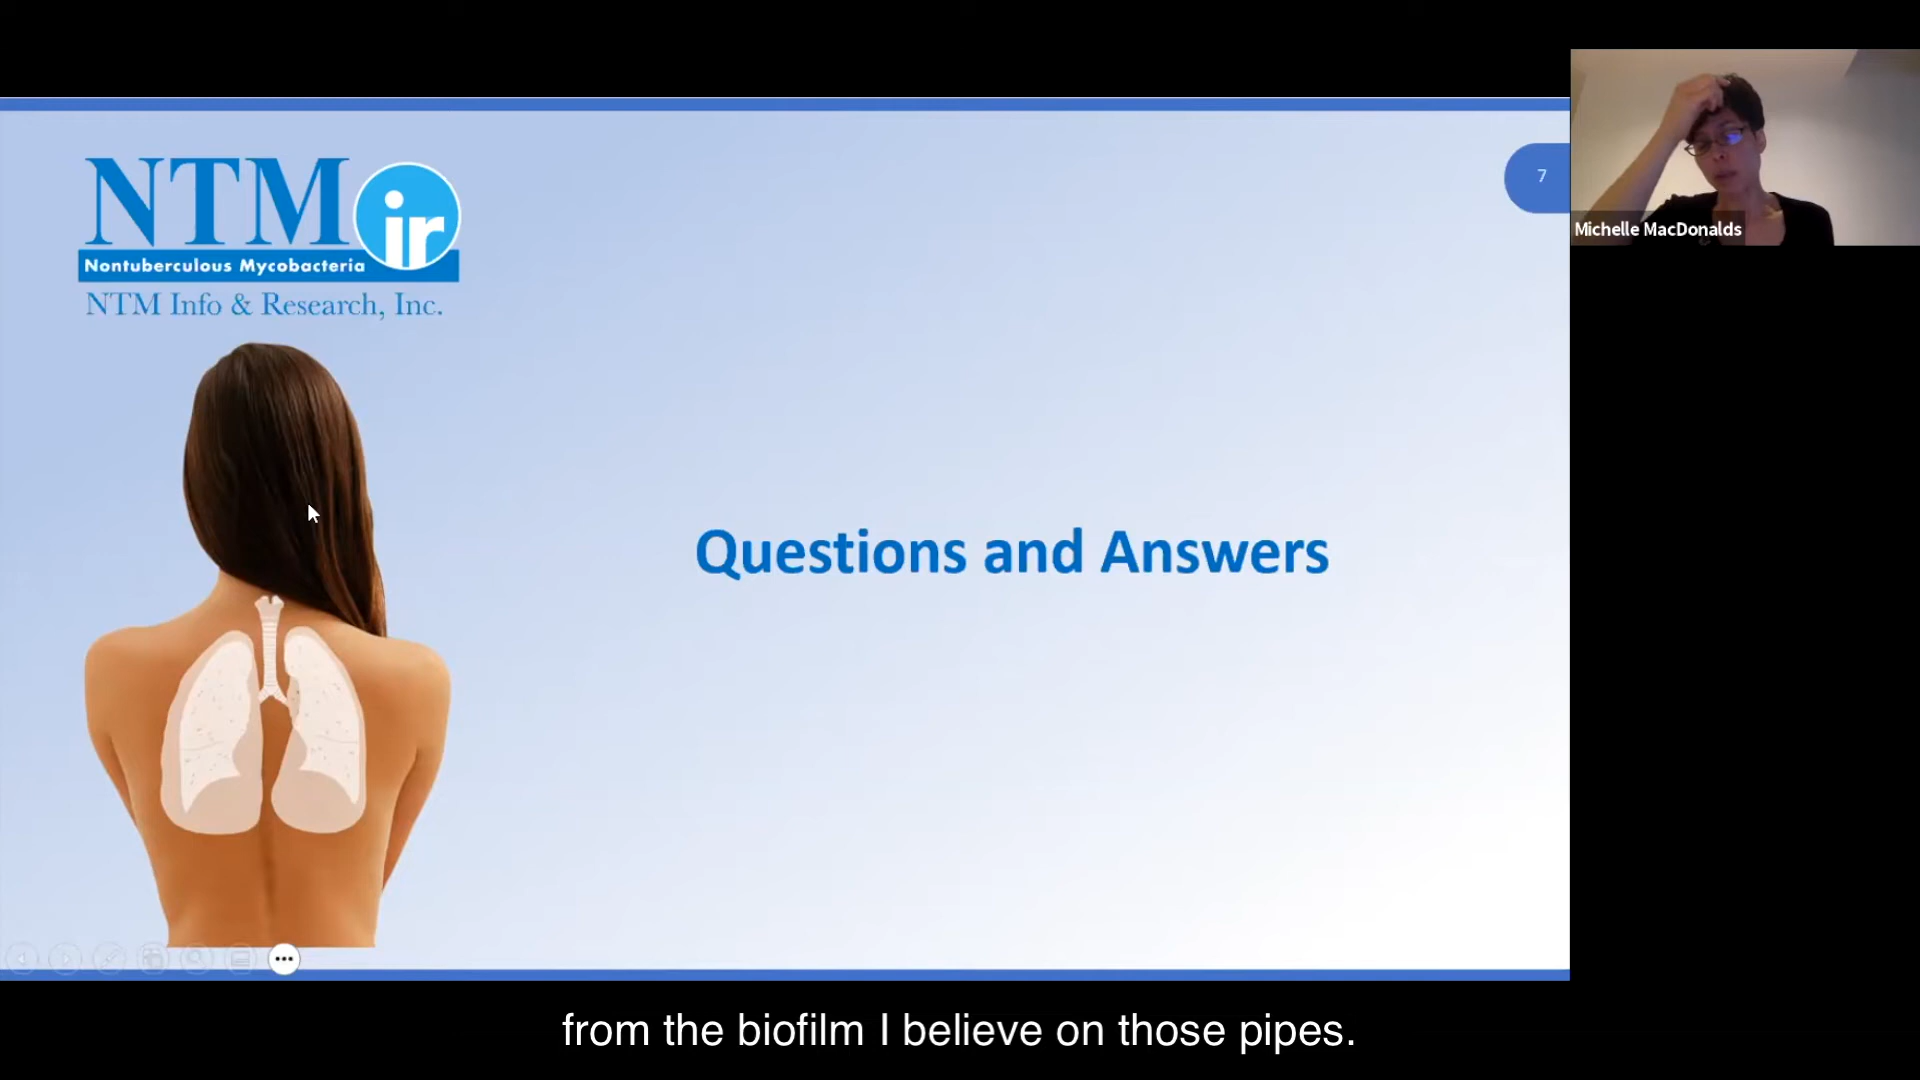 NTM
ir
Nontuberculous Mycobacteria
NTM Info & Research, Inc.
7
Michelle MacDonalds
Questions and Answers
from the biofilm I believe on those pipes.